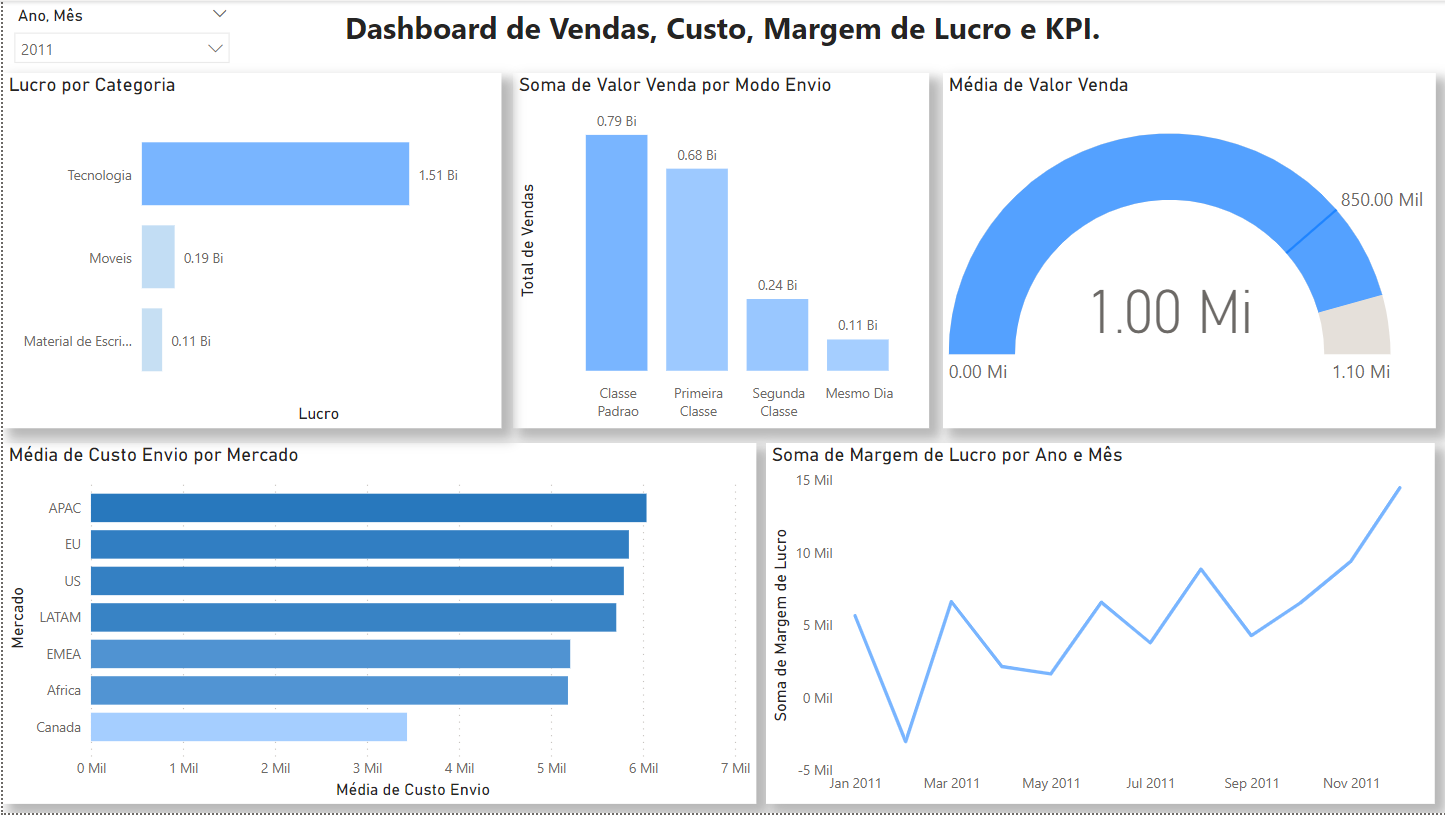 Ano, Mês
2011
Dashboard de Vendas, Custo, Margem de Lucro e KPI.
Lucro por Categoria
Tecnologia
1.51 Bi
Moveis
0.19 Bi
Material de Escri...
0.11 Bi
Lucro
Soma de Valor Venda por Modo Envio
Total de Vendas
0.79 Bi
0.68 Bi
0.24 Bi
0.11 Bi
Classe
Padrao
Primeira
Classe
Segunda
Classe
Mesmo Dia
Média de Valor Venda
850.00 Mil
1.00 Mi
0.00 Mi
1.10 Mi
Média de Custo Envio por Mercado
Mercado
APAC
EU
US
LATAM
EMEA
Africa
Canada
0 Mil 1 Mil 2 Mil 3 Mil 4 Mil 5 Mil 6 Mil 7 Mil
Média de Custo Envio
Soma de Margem de Lucro por Ano e Mês
Soma de Margem de Lucro
15 Mil
10 Mil
5 Mil
0 Mil
-5 Mil
Jan 2011 Mar 2011 May 2011 Jul 2011 Sep 2011 Nov 2011